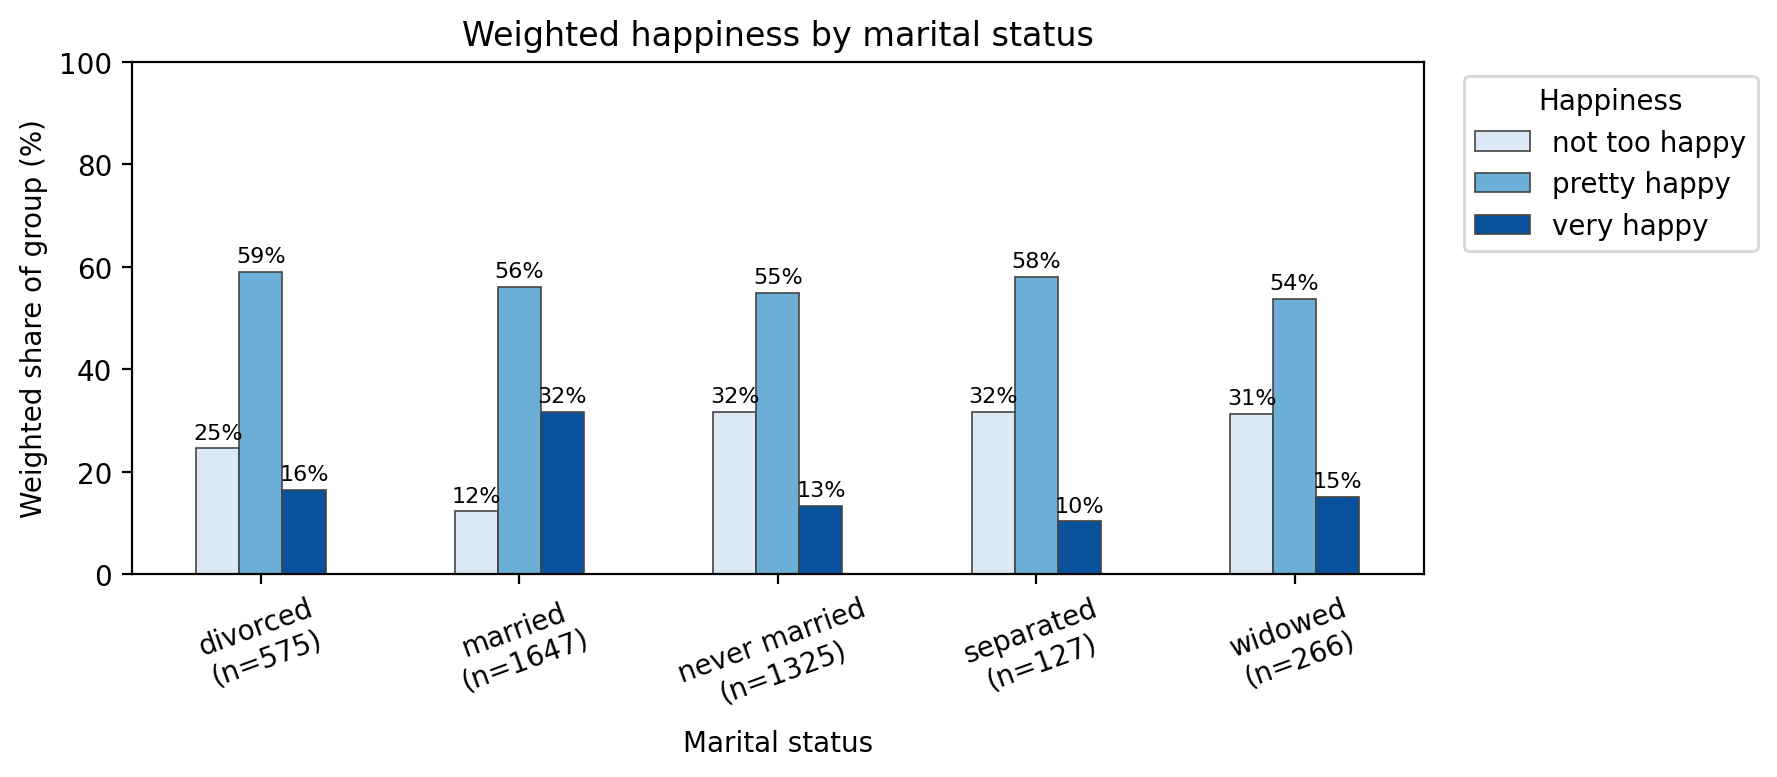 Weighted happiness by marital status
Weighted share of group (%)
100
80
60
40
20
0
25%
59%
16%
12%
56%
32%
32%
55%
13%
32%
58%
10%
31%
54%
15%
divorced
(n=575)
married
(n=1647)
never married
(n=1325)
separated
(n=127)
widowed
(n=266)
Marital status
Happiness
not too happy
pretty happy
very happy